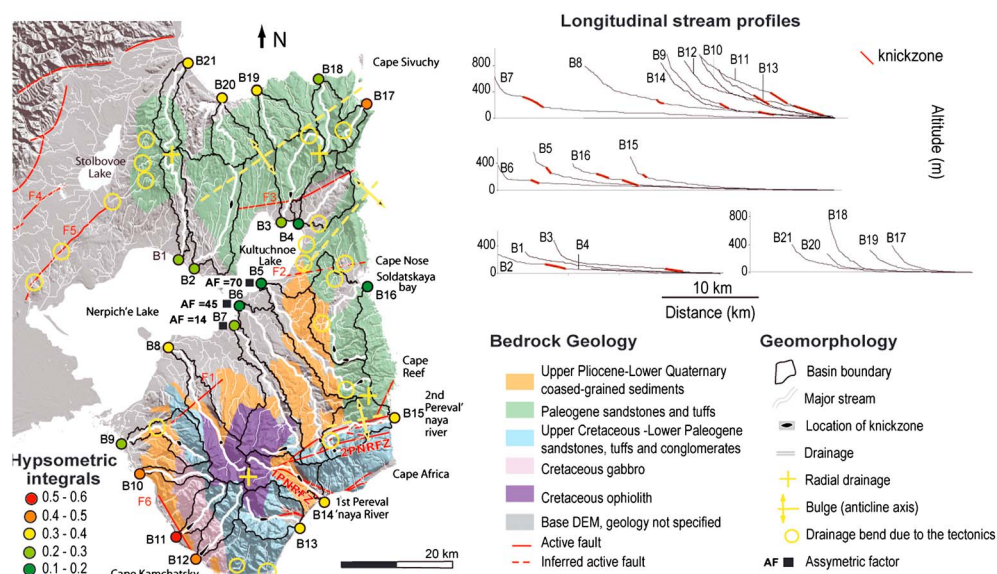 Longitudinal stream profiles
N
B21
B20
B19
B18
Cape Sivuchy
B17
Stolbovoe
Lake
F4
F5
F3
B3
B4
B1
B2
Kultuchnoe
Lake
F2
Cape Nose
Soldatskaya
bay
B5
AF =70
B16
B6
AF =45
B7
AF =14
Nerpich'e Lake
B8
Cape
Reef
F1
2nd
Pereval'
naya
river
B15
2PNRFZ
B9
Hypsometric
integrals
0.5 - 0.6
0.4 - 0.5
0.3 - 0.4
0.2 - 0.3
0.1 - 0.2
B10
F6
1PNRFZ
Cape Africa
1st Pereval
'naya River
B14
B13
B11
B12
Cape Kamchatsky
20 km
knickzone
800
400
0
B7
B8
B9
B12
B10
B14
B11
B13
Altitude (m)
400
0
B6
B5
B16
B15
400
0
B2
B1
B3
B4
800
400
0
B21
B20
B18
B19
B17
10 km
Distance (km)
Bedrock Geology
Upper Pliocene-Lower Quaternary
coased-grained sediments
Paleogene sandstones and tuffs
Upper Cretaceous -Lower Paleogene
sandstones, tuffs and conglomerates
Cretaceous gabbro
Cretaceous ophiolith
Base DEM, geology not specified
Active fault
Inferred active fault
Geomorphology
Basin boundary
Major stream
Location of knickzone
Drainage
Radial drainage
Bulge (anticline axis)
Drainage bend due to the tectonics
AF Assymetric factor